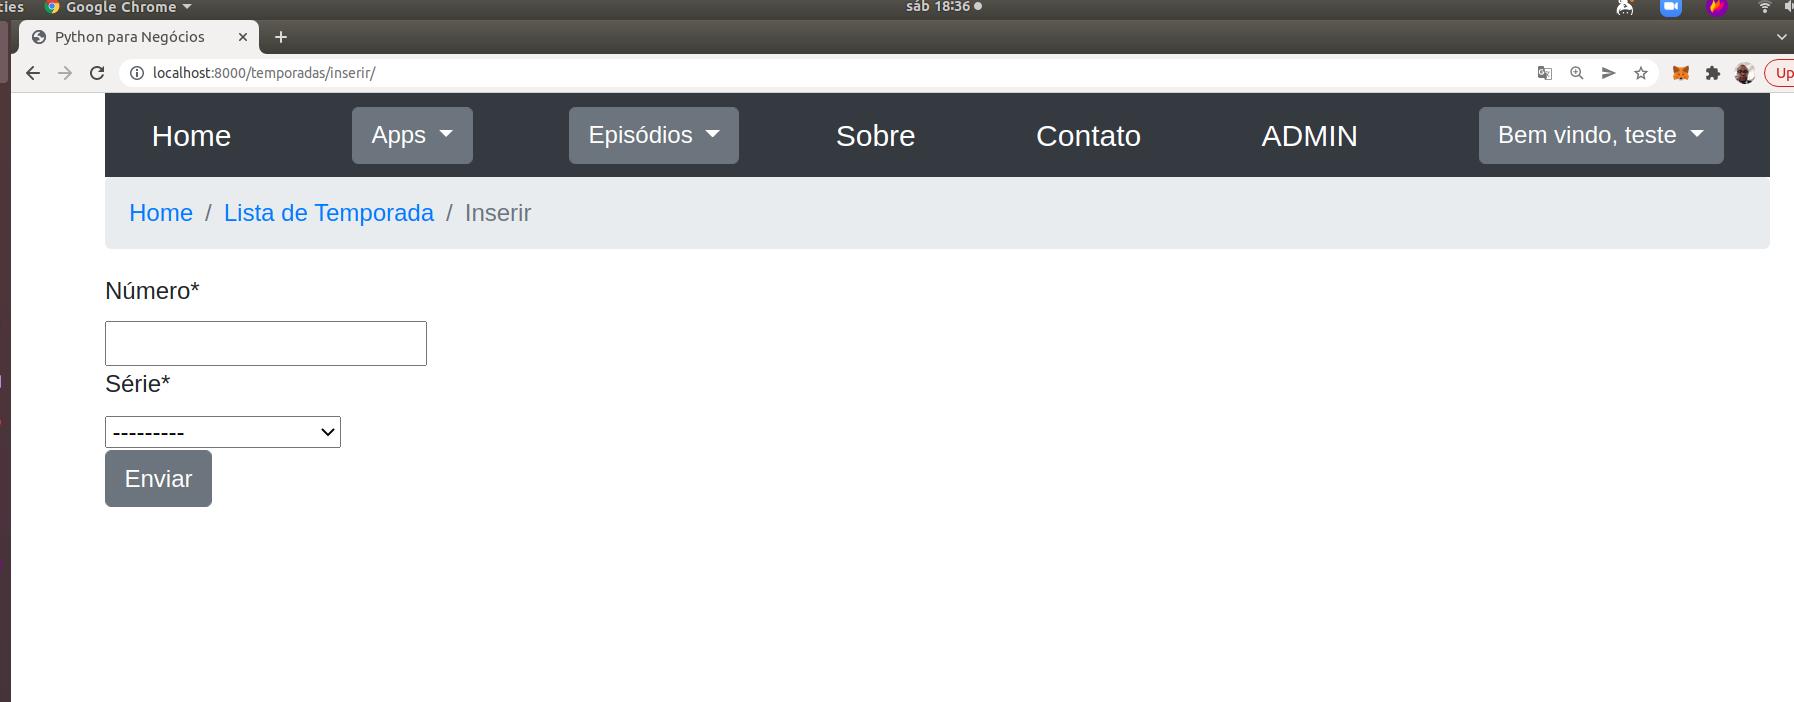 ties Google Chrome sáb 18:36
Python para Negócios
localhost:8000/temporadas/inserir/ Up
Home Apps Episódios Sobre Contato ADMIN Bem vindo, teste
Home / Lista de Temporada / Inserir
Número*
Série*
---------
Enviar